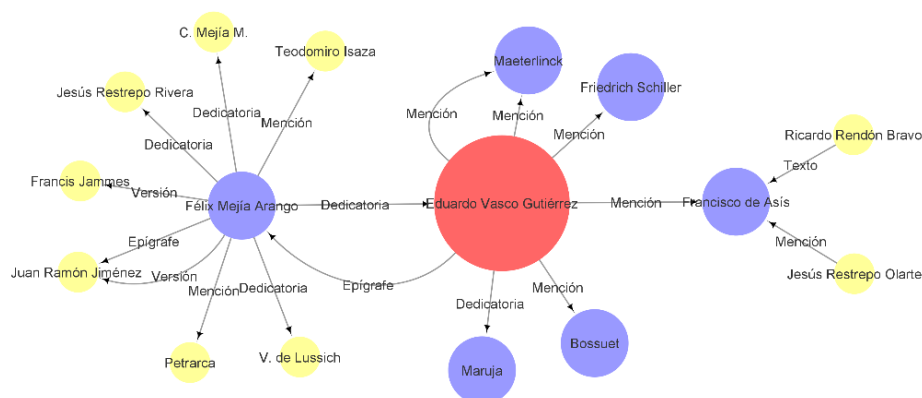 C. Mejía M.
Teodomiro Isaza
Maeterlinck
Jesús Restrepo Rivera
Dedicatoria
Mención
Friedrich Schiller
Mención
Mención
Mención
Dedicatoria
Ricardo Rendón Bravo
Texto
Francis Jammes
Versión
Félix Mejía Arango
Dedicatoria
Eduardo Vasco Gutiérrez
Mención
Francisco de Asís
Epígrafe
Mención
Juan Ramón Jiménez
Versión
Mención
Dedicatoria
Epígrafe
Mención
Jesús Restrepo Olarte
Dedicatoria
Bossuet
Petrarca
V. de Lussich
Maruja